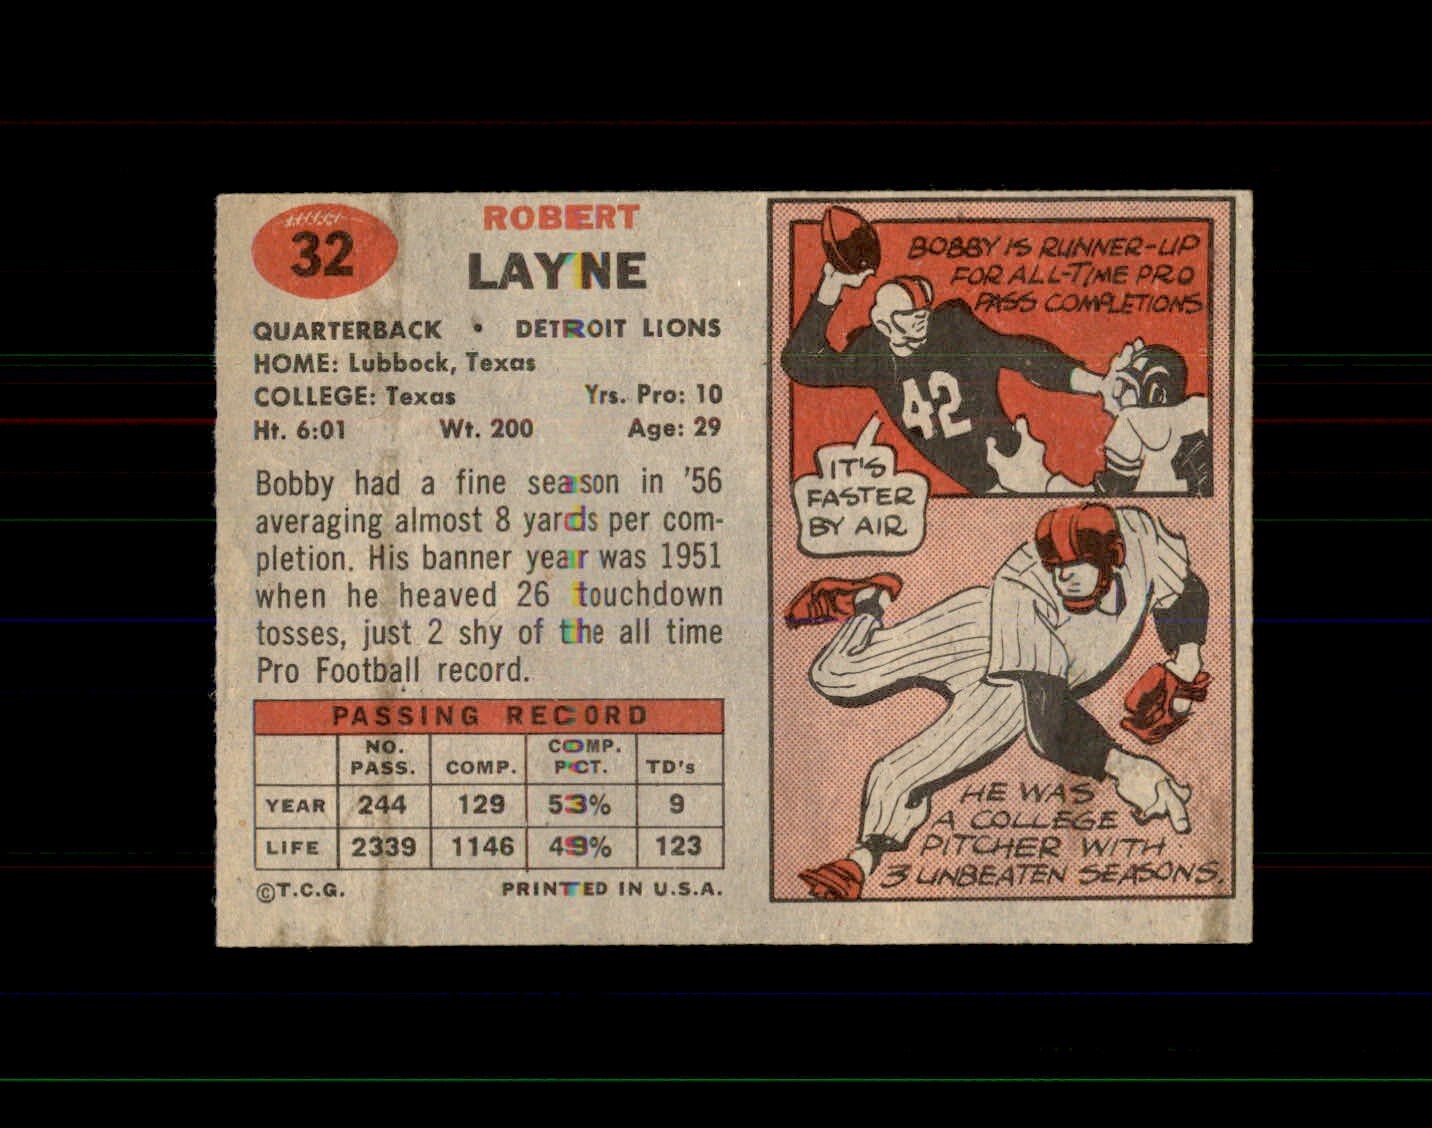 32
ROBERT
LAYNE
QUARTERBACK • DETROIT LIONS
HOME: Lubbock, Texas
COLLEGE: Texas Yrs. Pro: 10
Ht. 6:01 Wt. 200 Age: 29
Bobby had a fine season in '56
averaging almost 8 yards per com-
pletion. His banner year was 1951
when he heaved 26 touchdown
tosses, just 2 shy of the all time
Pro Football record.
PASSING RECORD
NO. PASS. COMP. COMP. PCT. TD's
YEAR 244 129 53% 9
LIFE 2339 1146 49% 123
©T.C.G. PRINTED IN U.S.A.
BOBBY IS RUNNER-UP
FOR ALL-TIME PRO
PASS COMPLETIONS
42
IT'S
FASTER
BY AIR
HE WAS
A COLLEGE
PITCHER WITH
3 UNBEATEN SEASONS.